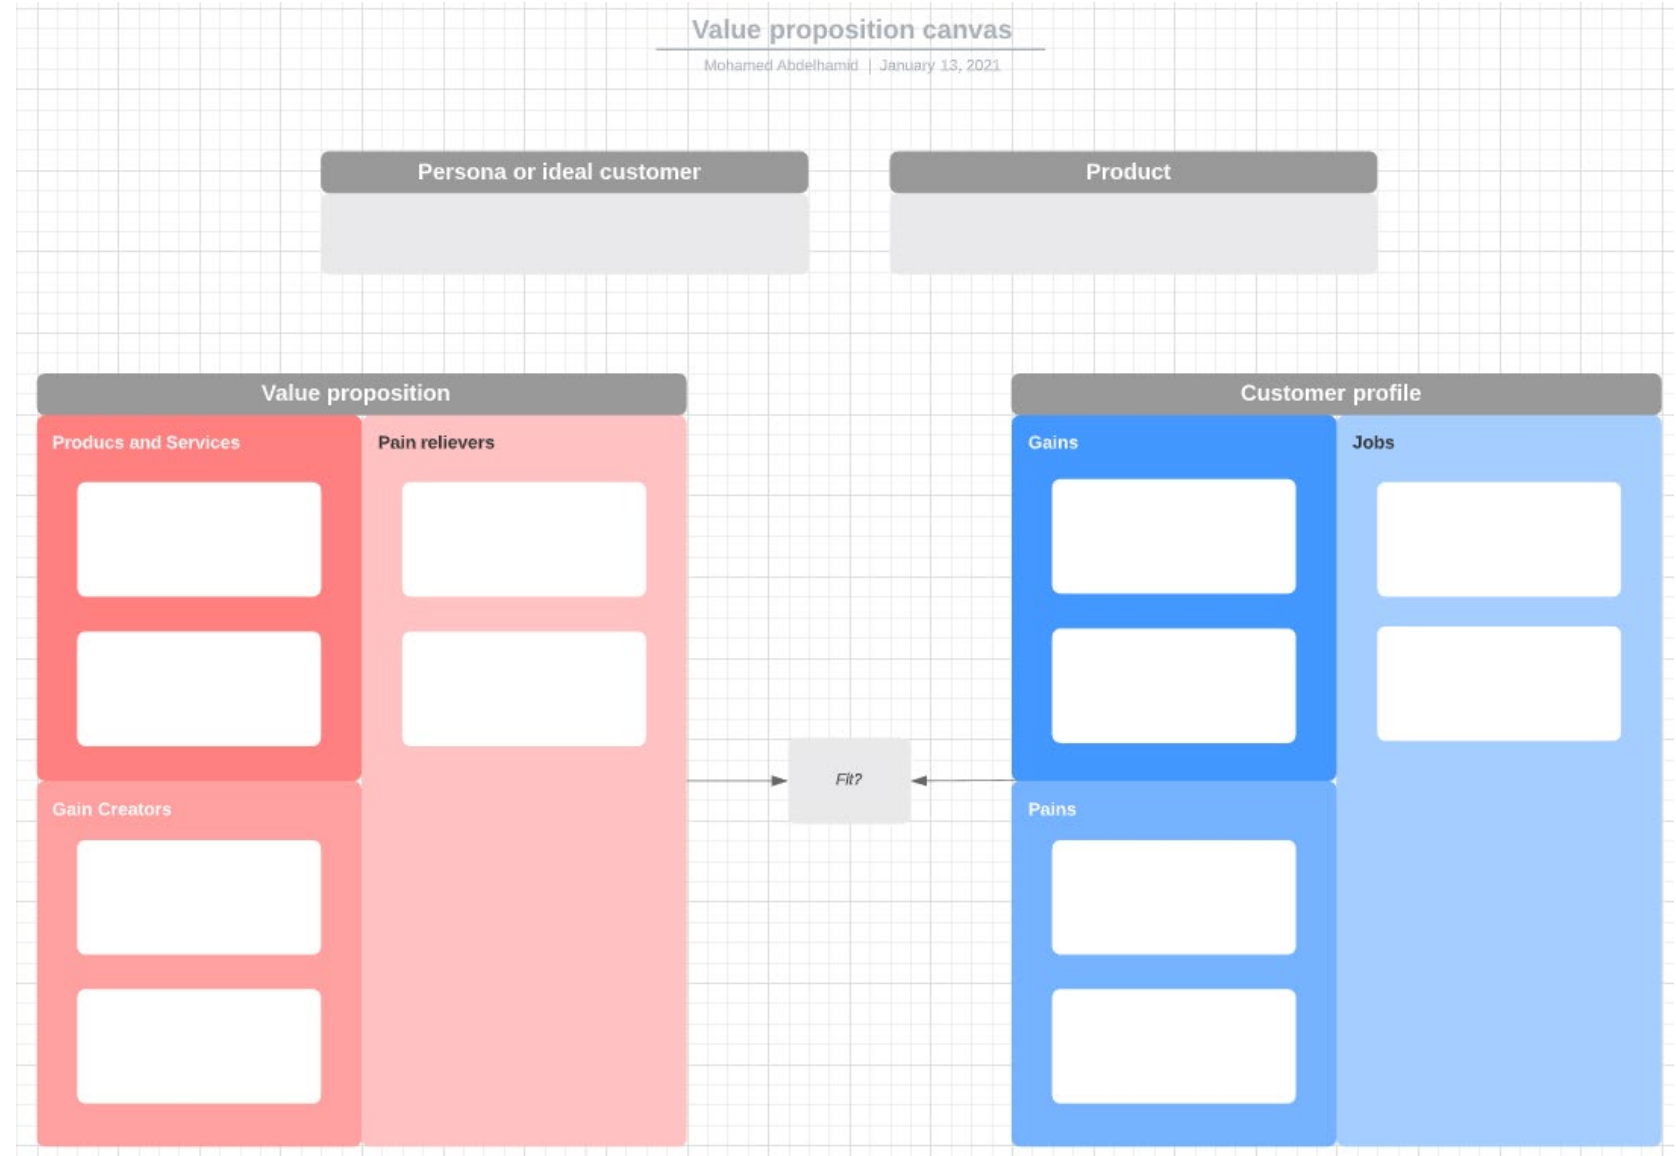 Value proposition canvas
Mohamed Abdelhamid | January 13, 2021
Persona or ideal customer
Product
Value proposition
Producs and Services
Pain relievers
Gain Creators
Fit?
Customer profile
Gains
Jobs
Pains